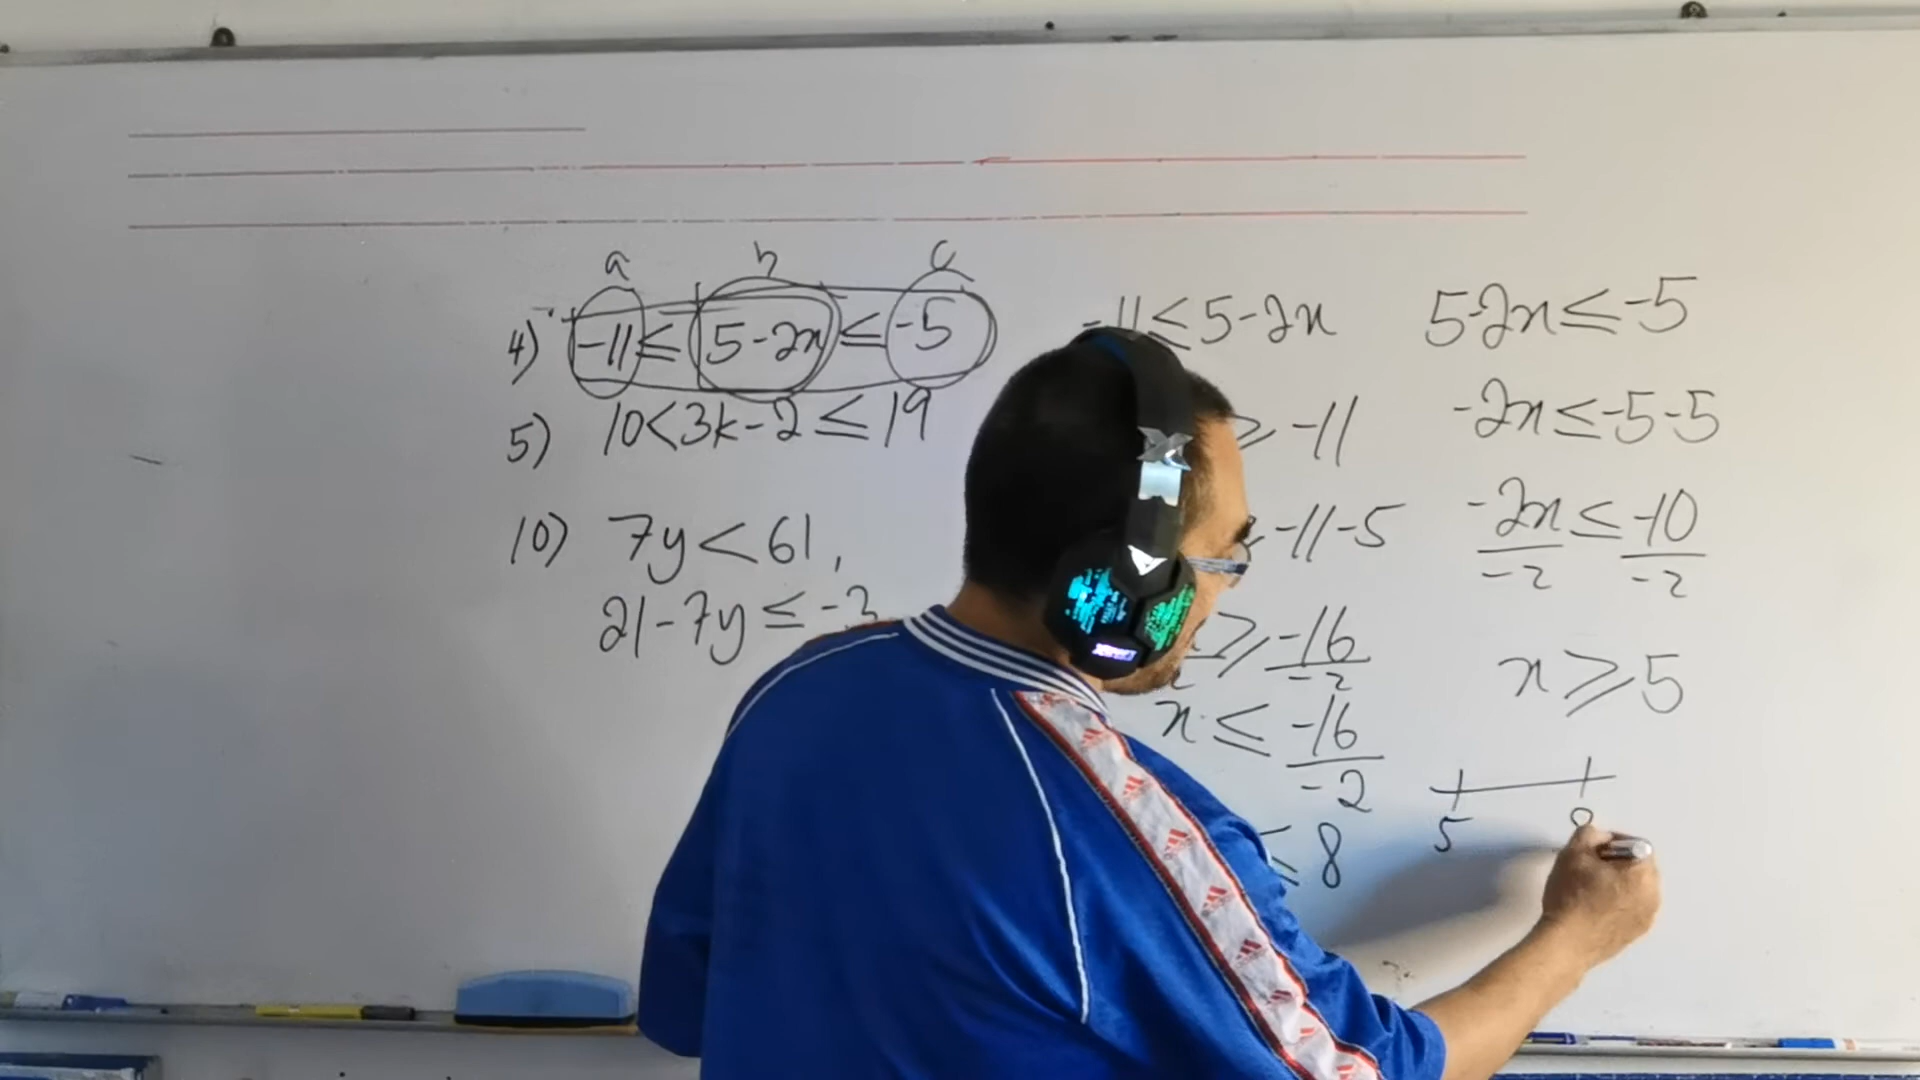 a b c
4) -11 ≤ 5-2x ≤ -5
5) 10<3k-2 ≤ 19
10) 7y < 61,
21-7y ≤ -3
-11 ≤ 5-2x
≥ -11
-11-5
≥ -16
-2
x ≤ -16
-2
≤ 8
5-2x ≤ -5
-2x ≤ -5-5
-2x ≤ -10
-2 -2
x ≥ 5
5 8